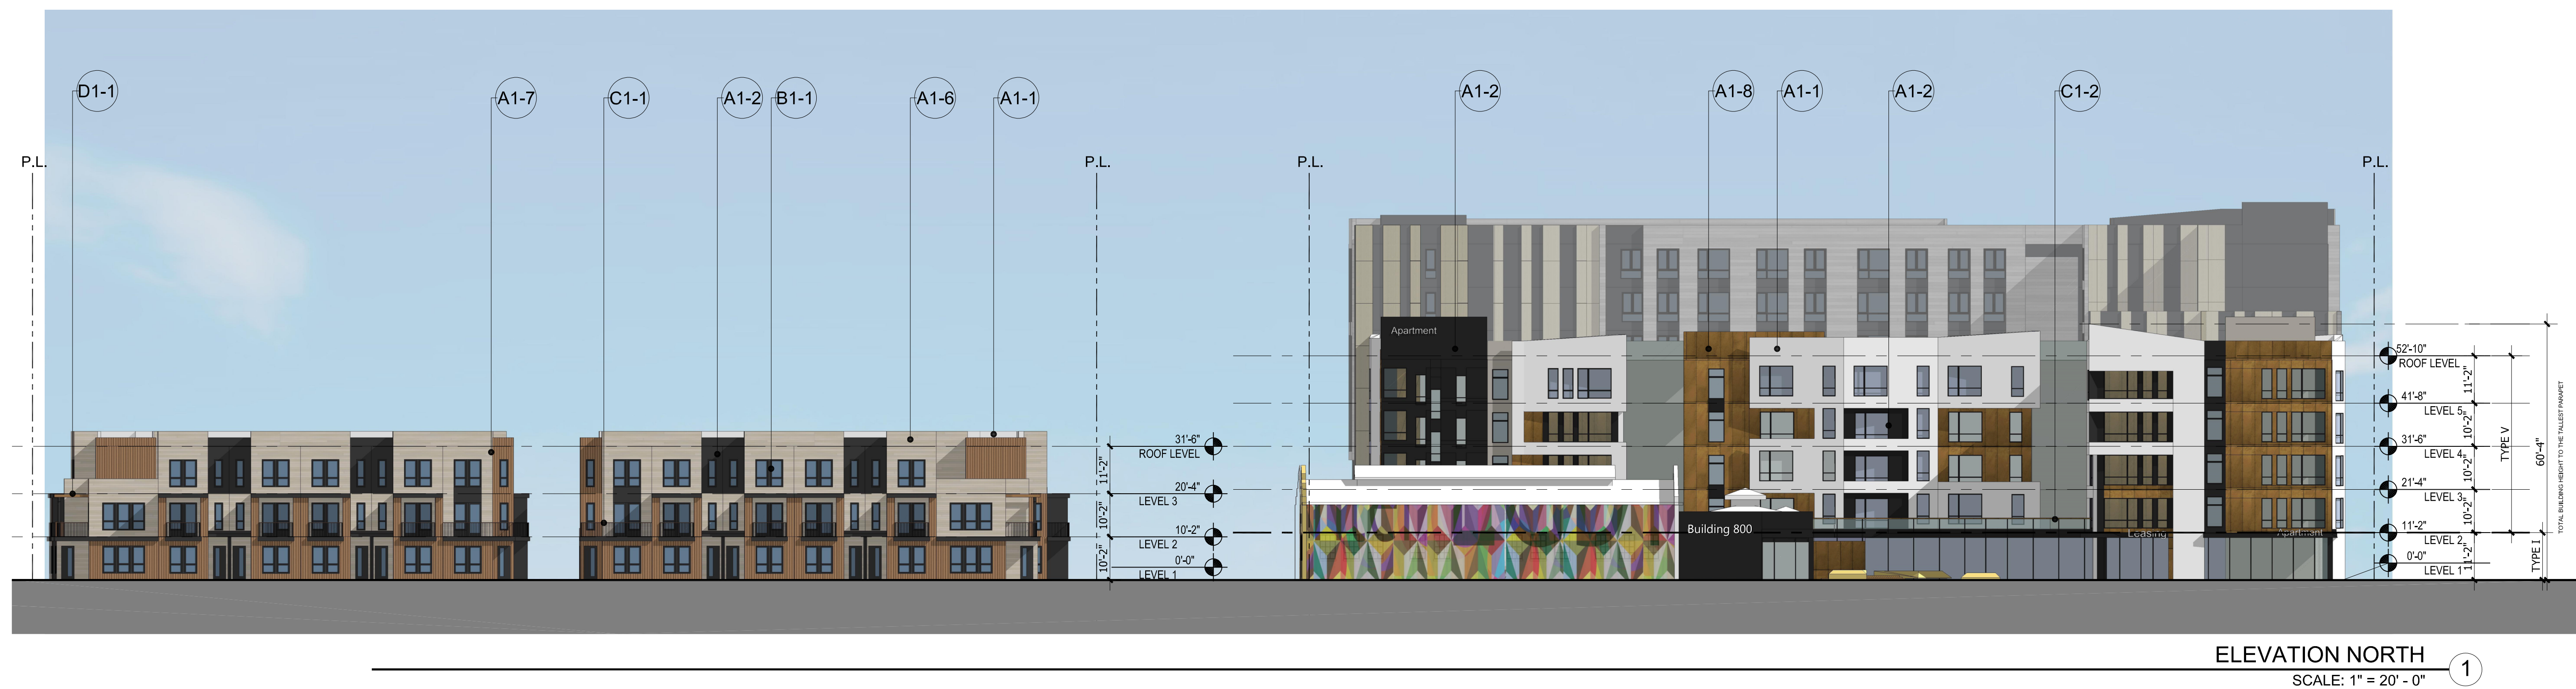 D1-1
A1-7
C1-1
A1-2
B1-1
A1-6
A1-1
A1-2
A1-8
A1-1
A1-2
C1-2
P.L.
P.L.
P.L.
P.L.
31'-6"
ROOF LEVEL
11'-2"
20'-4"
LEVEL 3
10'-2"
10'-2"
LEVEL 2
10'-2"
0'-0"
LEVEL 1
Apartment
Building 800
Leasing
Apartment
52'-10"
ROOF LEVEL
11'-2"
41'-8"
LEVEL 5
10'-2"
31'-6"
LEVEL 4
10'-2"
21'-4"
LEVEL 3
10'-2"
11'-2"
LEVEL 2
11'-2"
0'-0"
LEVEL 1
TYPE V
TYPE I
60'-4"
TOTAL BUILDING HEIGHT TO THE TALLEST PARAPET
ELEVATION NORTH
1
SCALE: 1" = 20' - 0"